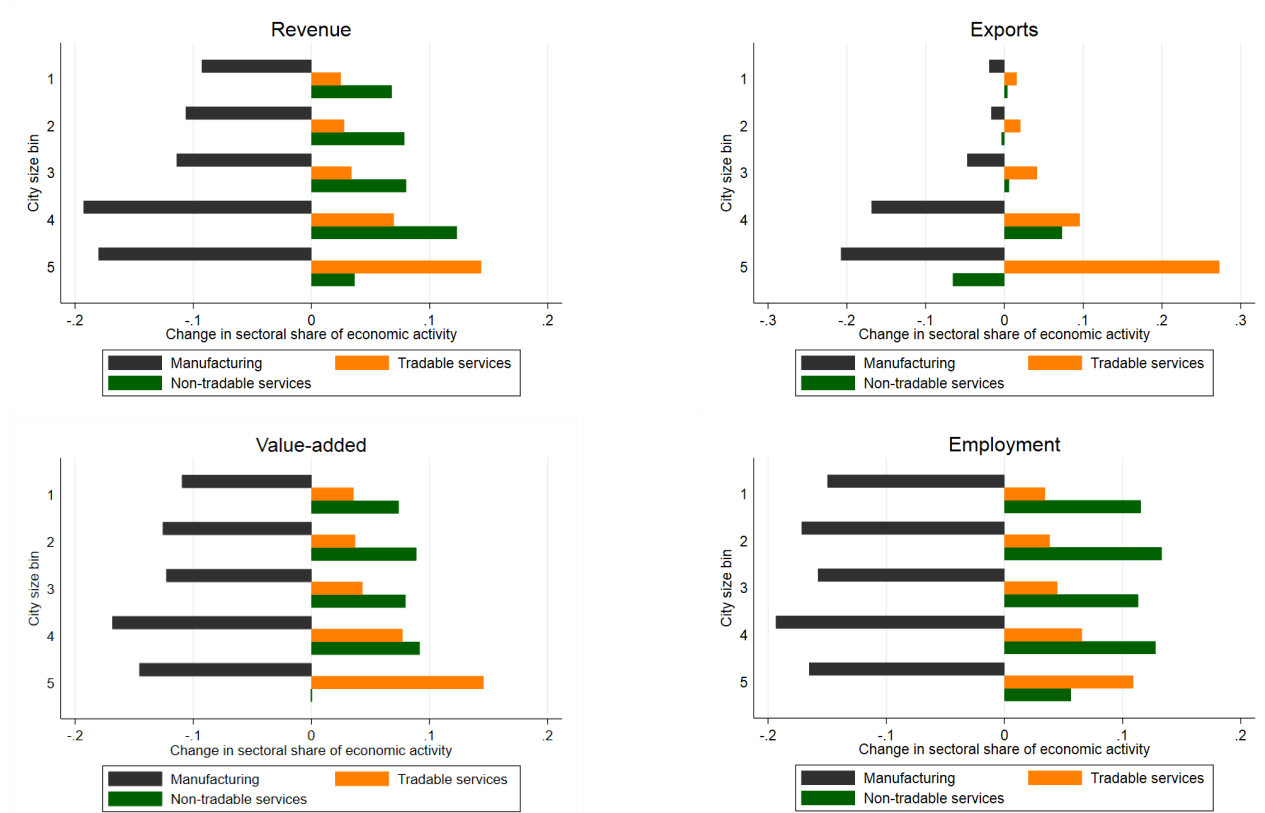 Revenue
City size bin
1
2
3
4
5
-.2 -.1 0 .1 .2
Change in sectoral share of economic activity
Manufacturing Tradable services
Non-tradable services
Exports
City size bin
1
2
3
4
5
-.3 -.2 -.1 0 .1 .2 .3
Change in sectoral share of economic activity
Manufacturing Tradable services
Non-tradable services
Value-added
City size bin
1
2
3
4
5
-.2 -.1 0 .1 .2
Change in sectoral share of economic activity
Manufacturing Tradable services
Non-tradable services
Employment
City size bin
1
2
3
4
5
-.2 -.1 0 .1 .2
Change in sectoral share of economic activity
Manufacturing Tradable services
Non-tradable services